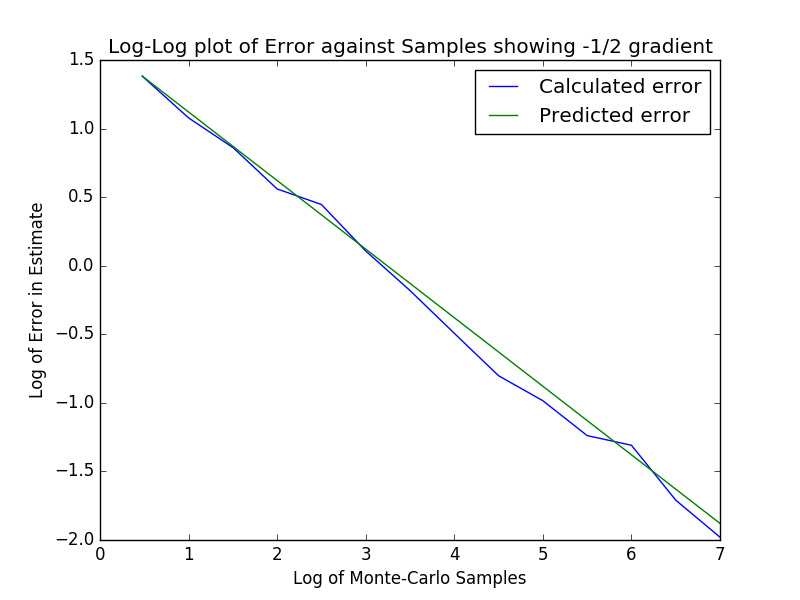 Log-Log plot of Error against Samples showing -1/2 gradient
Calculated error
Predicted error
1.5
1.0
0.5
0.0
−0.5
−1.0
−1.5
−2.0
Log of Error in Estimate
0 1 2 3 4 5 6 7
Log of Monte-Carlo Samples